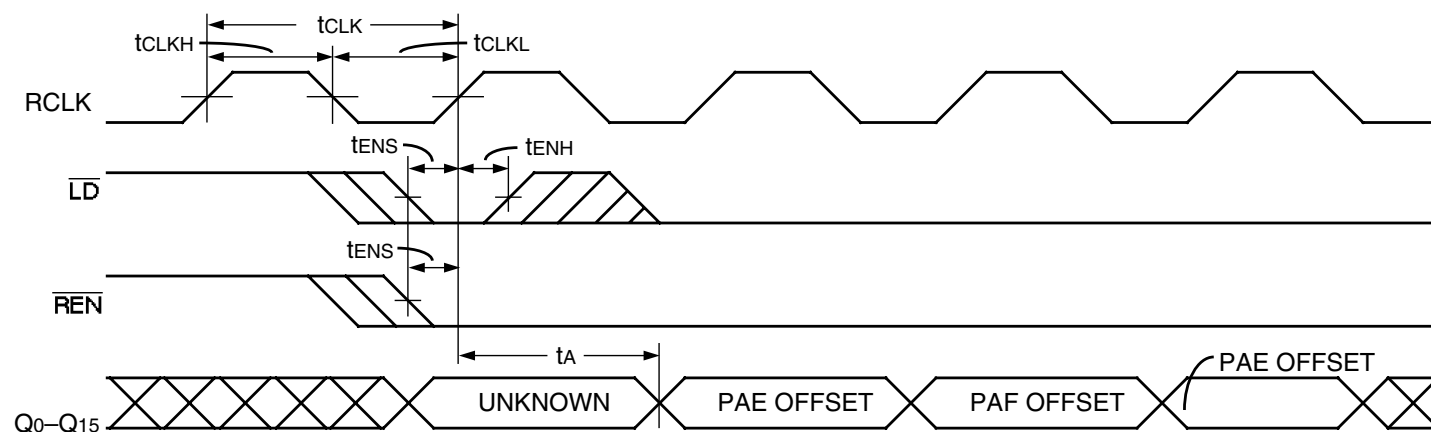 tCLK
tCLKH
tCLKL
RCLK
tENS
tENH
LD
tENS
REN
tA
PAE OFFSET
UNKNOWN
PAE OFFSET
PAF OFFSET
Q0–Q15